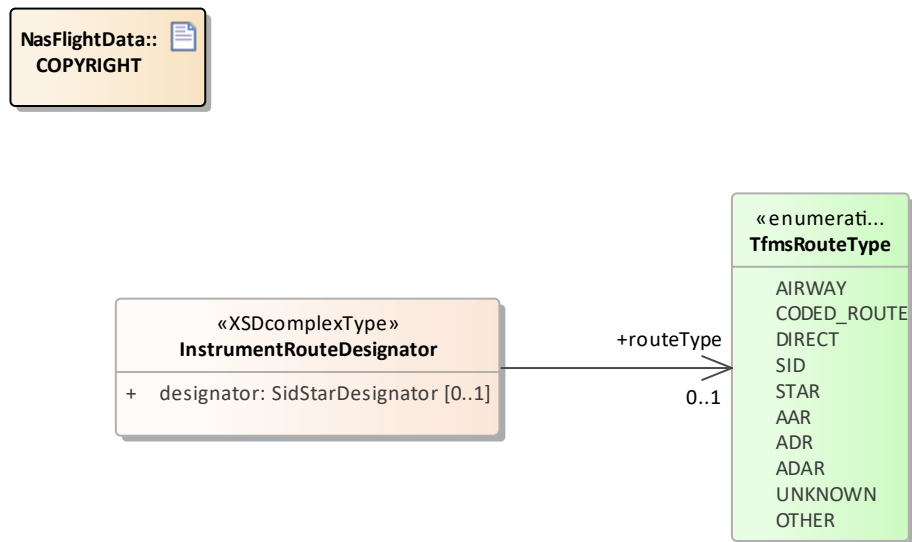 NasFlightData::
COPYRIGHT
«enumerati...
TfmsRouteType
AIRWAY
CODED_ROUTE
DIRECT
SID
STAR
AAR
ADR
ADAR
UNKNOWN
OTHER
«XSDcomplexType»
InstrumentRouteDesignator
+ designator: SidStarDesignator [0..1]
+routeType
0..1